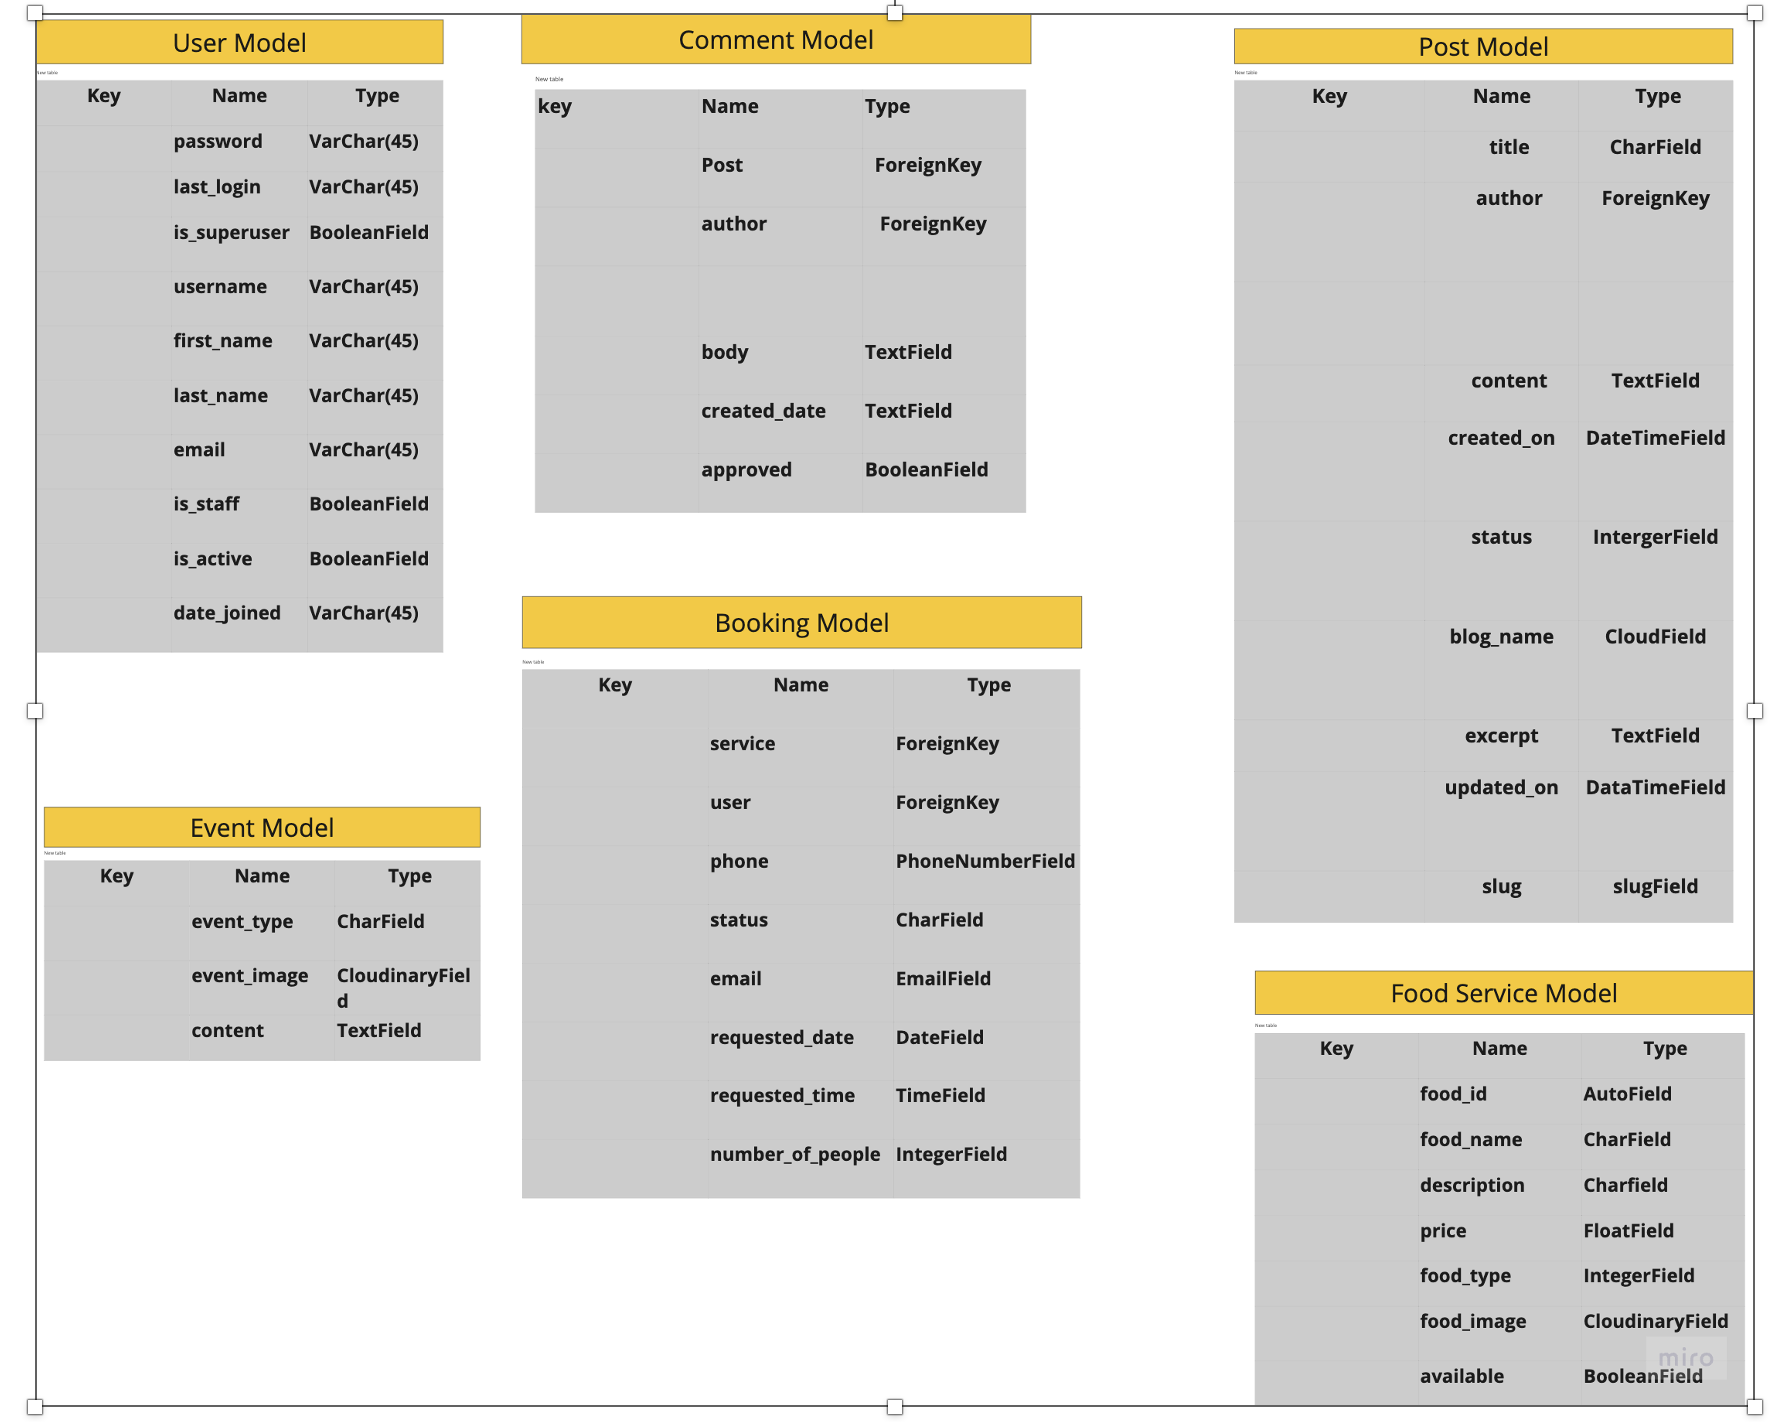 User Model
New table
Key Name Type
password VarChar(45)
last_login VarChar(45)
is_superuser BooleanField
username VarChar(45)
first_name VarChar(45)
last_name VarChar(45)
email VarChar(45)
is_staff BooleanField
is_active BooleanField
date_joined VarChar(45)
Comment Model
New table
key Name Type
Post ForeignKey
author ForeignKey
body TextField
created_date TextField
approved BooleanField
Post Model
New table
Key Name Type
title CharField
author ForeignKey
content TextField
created_on DateTimeField
status IntergerField
blog_name CloudField
excerpt TextField
updated_on DataTimeField
slug slugField
Event Model
New table
Key Name Type
event_type CharField
event_image CloudinaryFiel
d
content TextField
Booking Model
New table
Key Name Type
service ForeignKey
user ForeignKey
phone PhoneNumberField
status CharField
email EmailField
requested_date DateField
requested_time TimeField
number_of_people IntegerField
Food Service Model
New table
Key Name Type
food_id AutoField
food_name CharField
description Charfield
price FloatField
food_type IntegerField
food_image CloudinaryField
miro
available BooleanField